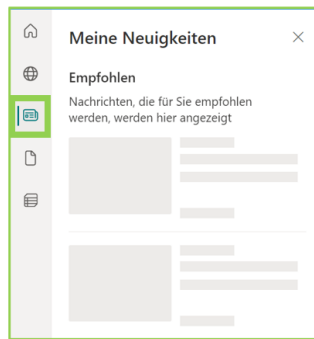 Meine Neuigkeiten
Empfohlen
Nachrichten, die für Sie empfohlen
werden, werden hier angezeigt